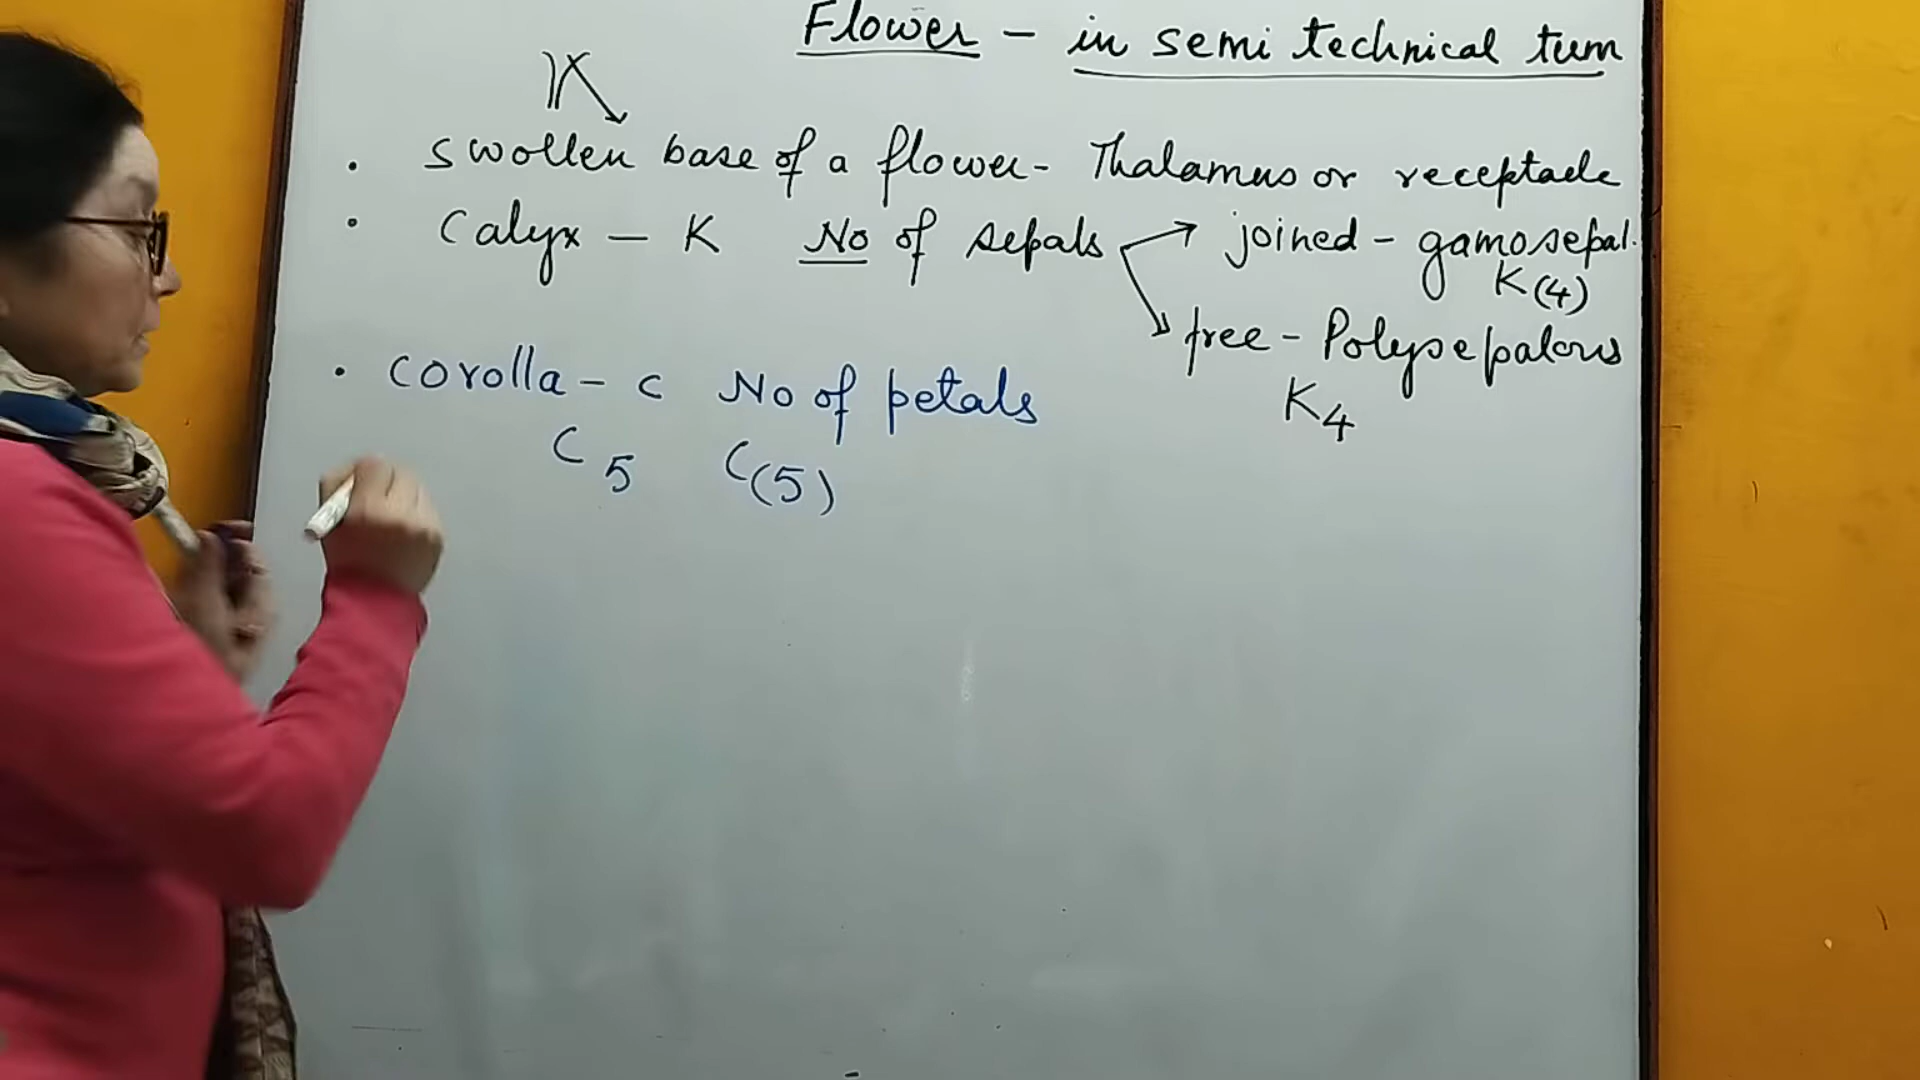 Flower - in semi technical term
K
• swollen base of a flower - Thalamus or receptacle
• Calyx - K No of sepals → joined - gamosepal.
K(4)
free - Polysepalous
K4
• corolla - c No of petals
C5 C(5)